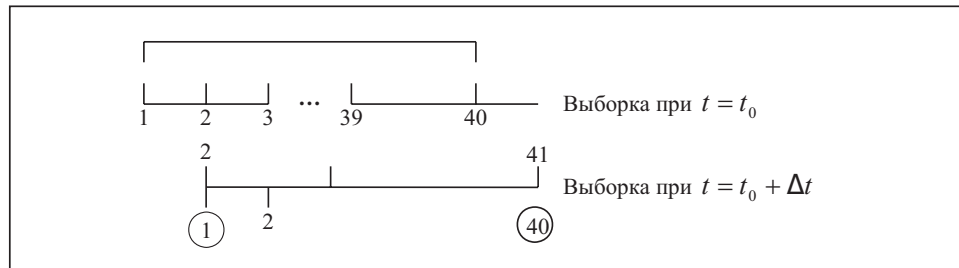 1 2 3 ... 39 40 Выборка при t = t₀
2 41
Выборка при t = t₀ + Δt
1 2 40